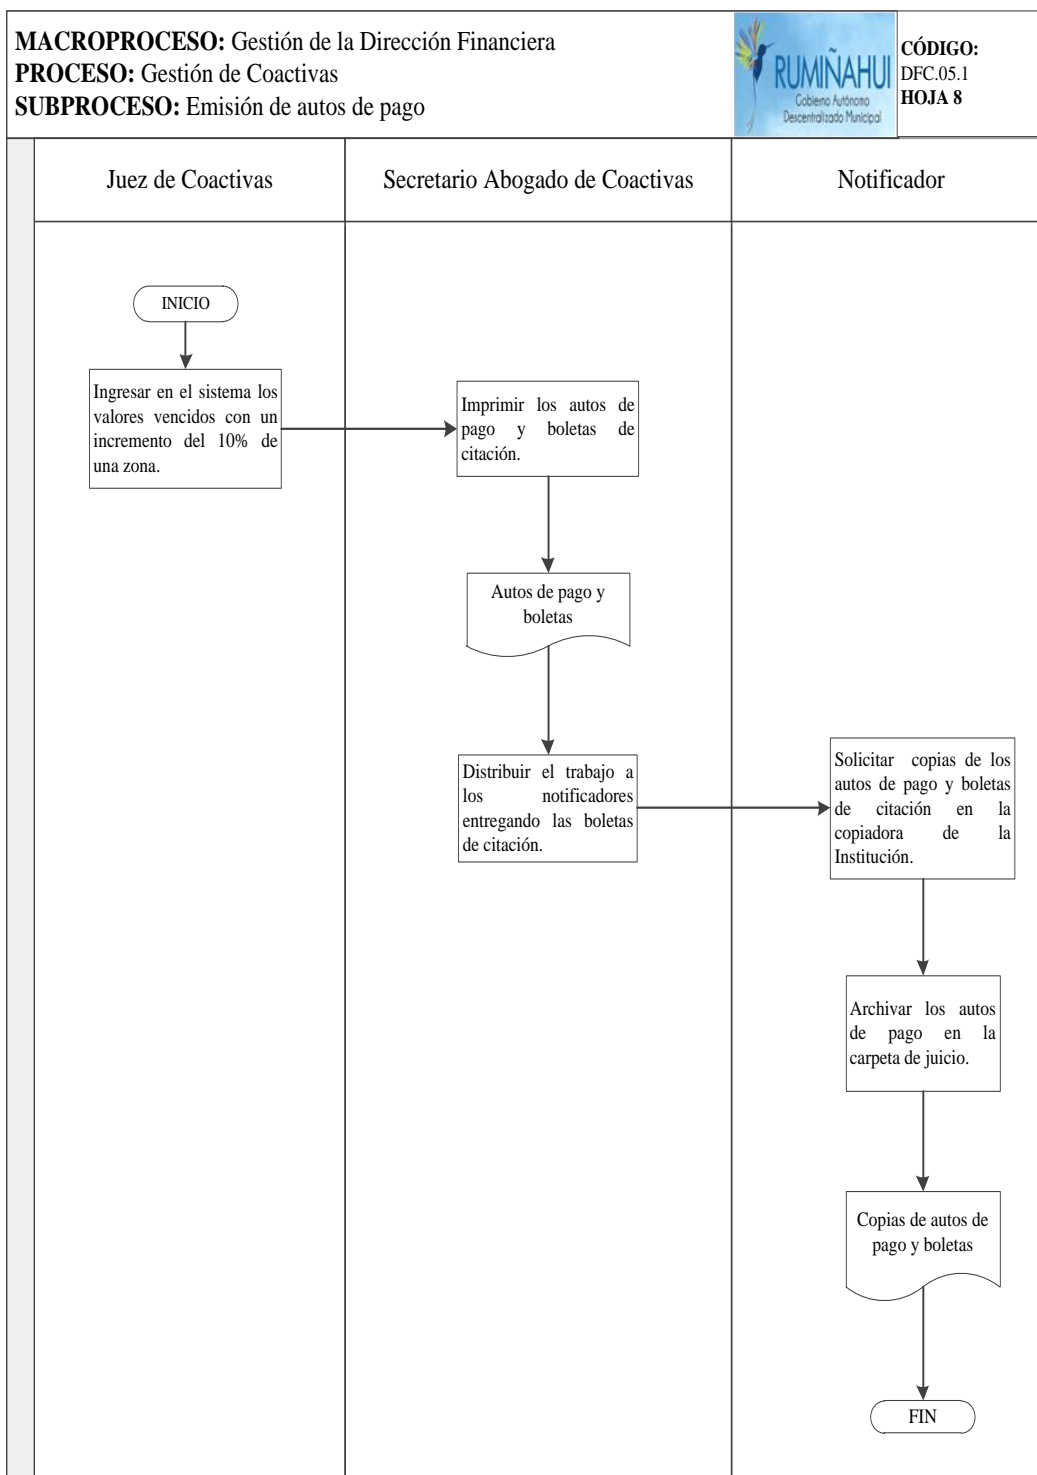 MACROPROCESO: Gestión de la Dirección Financiera
PROCESO: Gestión de Coactivas
SUBPROCESO: Emisión de autos de pago
RUMIÑAHUI
Gobierno Autónomo
Descentralizado Municipal
CÓDIGO:
DFC.05.1
HOJA 8
Juez de Coactivas
Secretario Abogado de Coactivas
Notificador
INICIO
Ingresar en el sistema los
valores vencidos con un
incremento del 10% de
una zona.
Imprimir los autos de
pago y boletas de
citación.
Autos de pago y
boletas
Distribuir el trabajo a
los notificadores
entregando las boletas
de citación.
Solicitar copias de los
autos de pago y boletas
de citación en la
copiadora de la
Institución.
Archivar los autos
de pago en la
carpeta de juicio.
Copias de autos de
pago y boletas
FIN